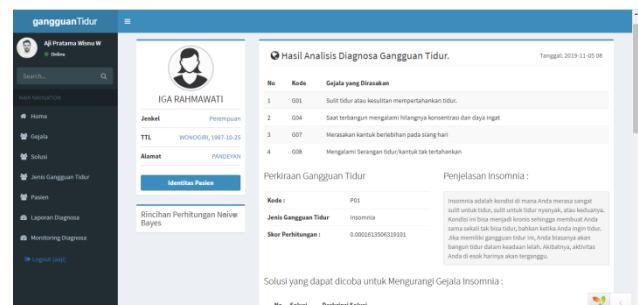 gangguanTidur
Aji Pratama Wisnu W
Online
Search...
MAIN NAVIGATION
Home
Gejala
Solusi
Jenis Gangguan Tidur
Pasien
Laporan Diagnosa
Monitoring Diagnosa
Logout (aji)
IGA RAHMAWATI
Jenkel Perempuan
TTL WONOGIRI, 1997-10-25
Alamat PANDEYAN
Identitas Pasien
Rincihan Perhitungan Neive Bayes
Hasil Analisis Diagnosa Gangguan Tidur.
Tanggal: 2019-11-05 08
No Kode Gejala yang Dirasakan
1 G01 Sulit tidur atau kesulitan mempertahankan tidur.
2 G04 Saat terbangun mengalami hilangnya konsentrasi dan daya ingat
3 G07 Merasakan kantuk berlebihan pada siang hari
4 G08 Mengalami Serangan tidur/kantuk tak tertahankan
Perkiraan Gangguan Tidur
Kode : P01
Jenis Gangguan Tidur Insomnia
Skor Perhitungan : 0.0001613506319101
Penjelasan Insomnia :
Insomnia adalah kondisi di mana Anda merasa sangat
sulit untuk tidur, sulit untuk tidur nyenyak, atau keduanya.
Kondisi ini bisa menjadi kronis sehingga membuat Anda
sama sekali tak bisa tidur, bahkan ketika Anda ingin tidur.
Jika memiliki gangguan tidur ini, Anda biasanya akan
bangun tidur dalam keadaan lelah. Akibatnya, aktivitas
Anda di esok harinya akan terganggu.
Solusi yang dapat dicoba untuk Mengurangi Gejala Insomnia :
No Solusi Deskripsi Solusi